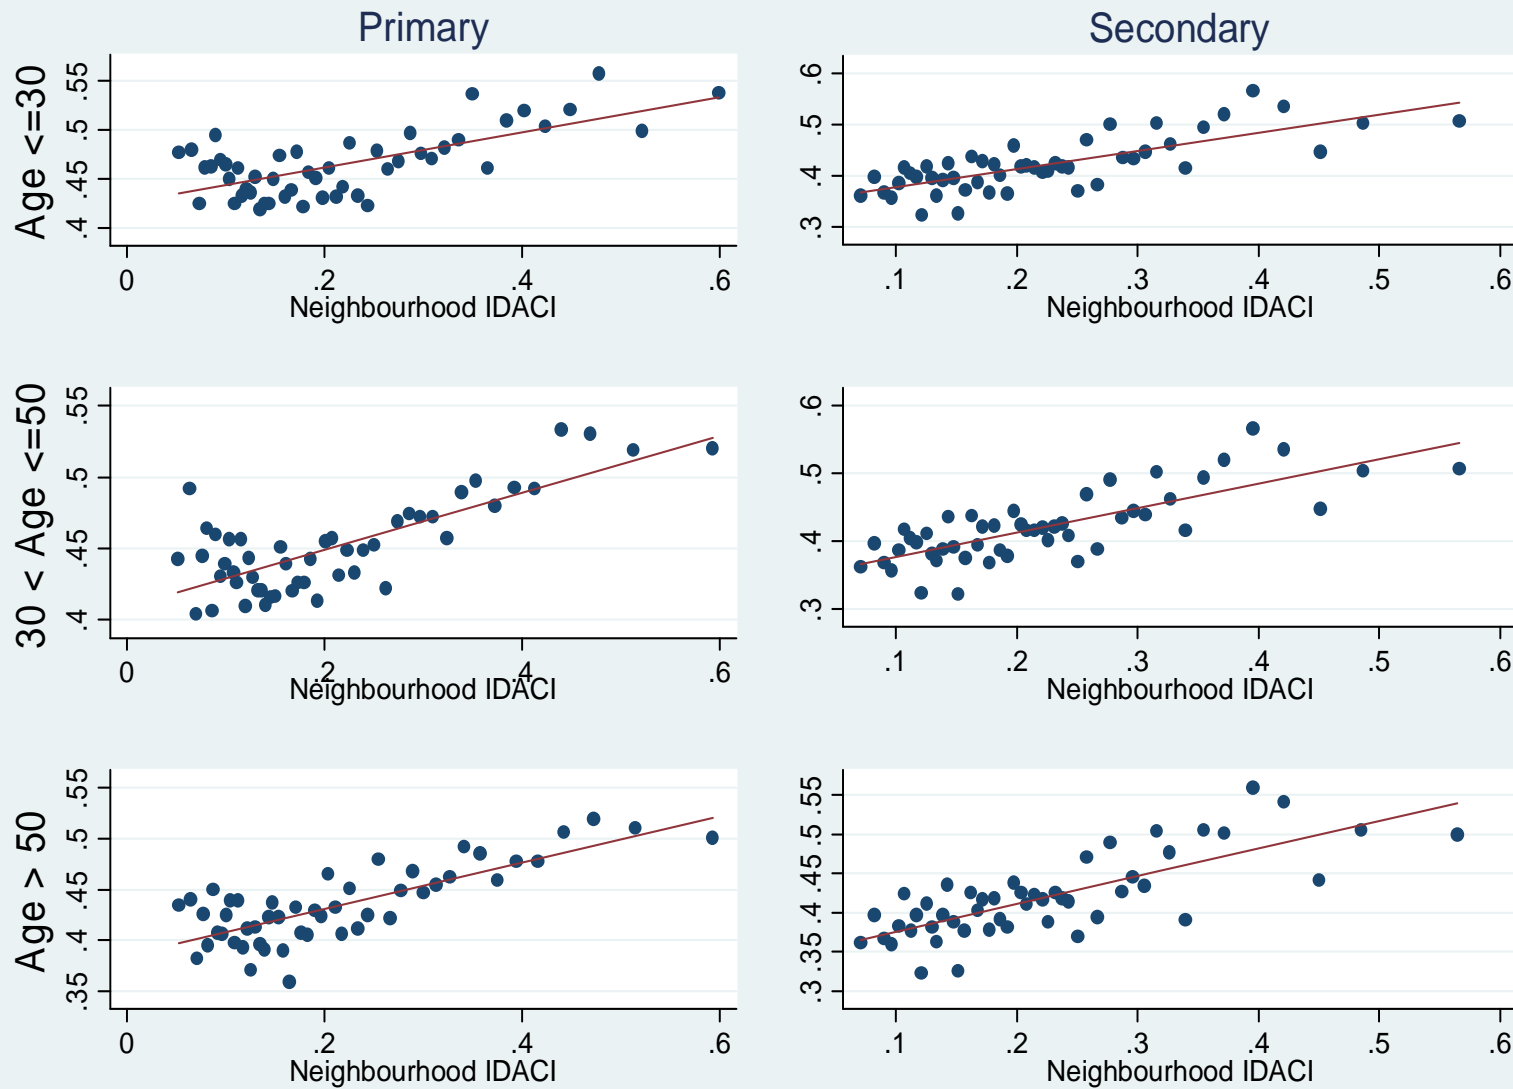 Primary
Secondary
Age <=30
.55
.5
.45
.4
0 .2 .4 .6
Neighbourhood IDACI
.6
.5
.4
.3
.1 .2 .3 .4 .5 .6
Neighbourhood IDACI
30 < Age <=50
.55
.5
.45
.4
0 .2 .4 .6
Neighbourhood IDACI
.6
.5
.4
.3
.1 .2 .3 .4 .5 .6
Neighbourhood IDACI
Age > 50
.55
.5
.45
.4
.35
0 .2 .4 .6
Neighbourhood IDACI
.55
.5
.45
.4
.35
.3
.1 .2 .3 .4 .5 .6
Neighbourhood IDACI